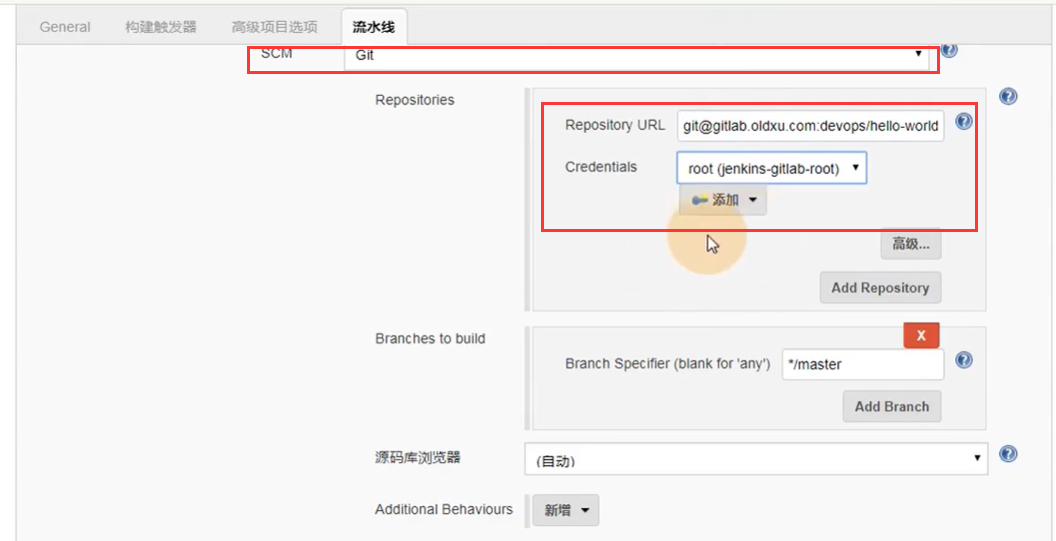 General 构建触发器 高级项目选项 流水线
SCM Git
Repositories
Repository URL git@gitlab.oldxu.com:devops/hello-world
Credentials root (jenkins-gitlab-root)
添加
高级...
Add Repository
Branches to build
X
Branch Specifier (blank for 'any') */master
Add Branch
源码库浏览器 (自动)
Additional Behaviours 新增